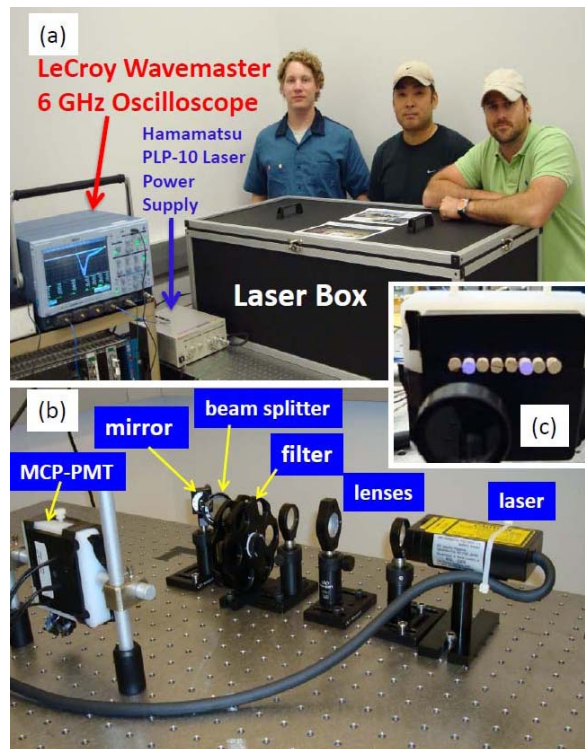 (a)
LeCroy Wavemaster
6 GHz Oscilloscope
Hamamatsu
PLP-10 Laser
Power
Supply
Laser Box
(c)
(b)
beam splitter
mirror
filter
MCP-PMT
lenses
laser